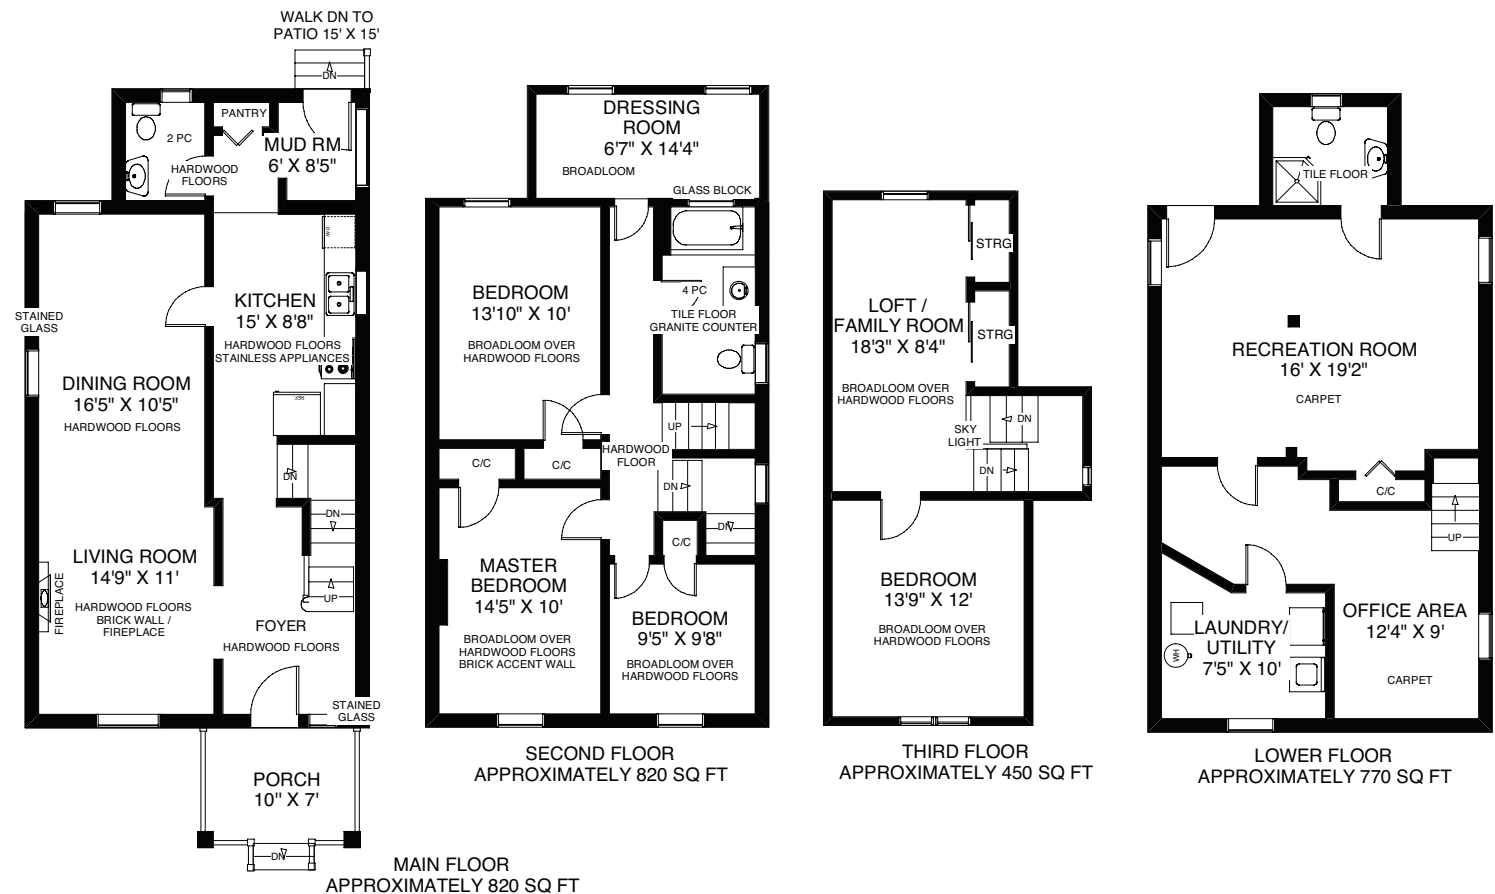 WALK DN TO
PATIO 15' X 15'
DN
PANTRY
2 PC
MUD RM
6' X 8'5"
HARDWOOD
FLOORS
D/W
STAINED
GLASS
KITCHEN
15' X 8'8"
HARDWOOD FLOORS
STAINLESS APPLIANCES
DINING ROOM
16'5" X 10'5"
HARDWOOD FLOORS
REF
DN
DN
LIVING ROOM
14'9" X 11'
HARDWOOD FLOORS
BRICK WALL /
FIREPLACE
FIREPLACE
UP
FOYER
HARDWOOD FLOORS
STAINED
GLASS
PORCH
10" X 7'
DN
MAIN FLOOR
APPROXIMATELY 820 SQ FT
DRESSING
ROOM
6'7" X 14'4"
BROADLOOM
GLASS BLOCK
BEDROOM
13'10" X 10'
BROADLOOM OVER
HARDWOOD FLOORS
4 PC
TILE FLOOR
GRANITE COUNTER
UP
HARDWOOD
FLOOR
C/C
C/C
DN
DN
C/C
MASTER
BEDROOM
14'5" X 10'
BROADLOOM OVER
HARDWOOD FLOORS
BRICK ACCENT WALL
BEDROOM
9'5" X 9'8"
BROADLOOM OVER
HARDWOOD FLOORS
SECOND FLOOR
APPROXIMATELY 820 SQ FT
STRG
LOFT /
FAMILY ROOM
18'3" X 8'4"
STRG
BROADLOOM OVER
HARDWOOD FLOORS
SKY
LIGHT
DN
DN
BEDROOM
13'9" X 12'
BROADLOOM OVER
HARDWOOD FLOORS
THIRD FLOOR
APPROXIMATELY 450 SQ FT
TILE FLOOR
RECREATION ROOM
16' X 19'2"
CARPET
C/C
UP
OFFICE AREA
12'4" X 9'
CARPET
LAUNDRY/
UTILITY
7'5" X 10'
WH
LOWER FLOOR
APPROXIMATELY 770 SQ FT